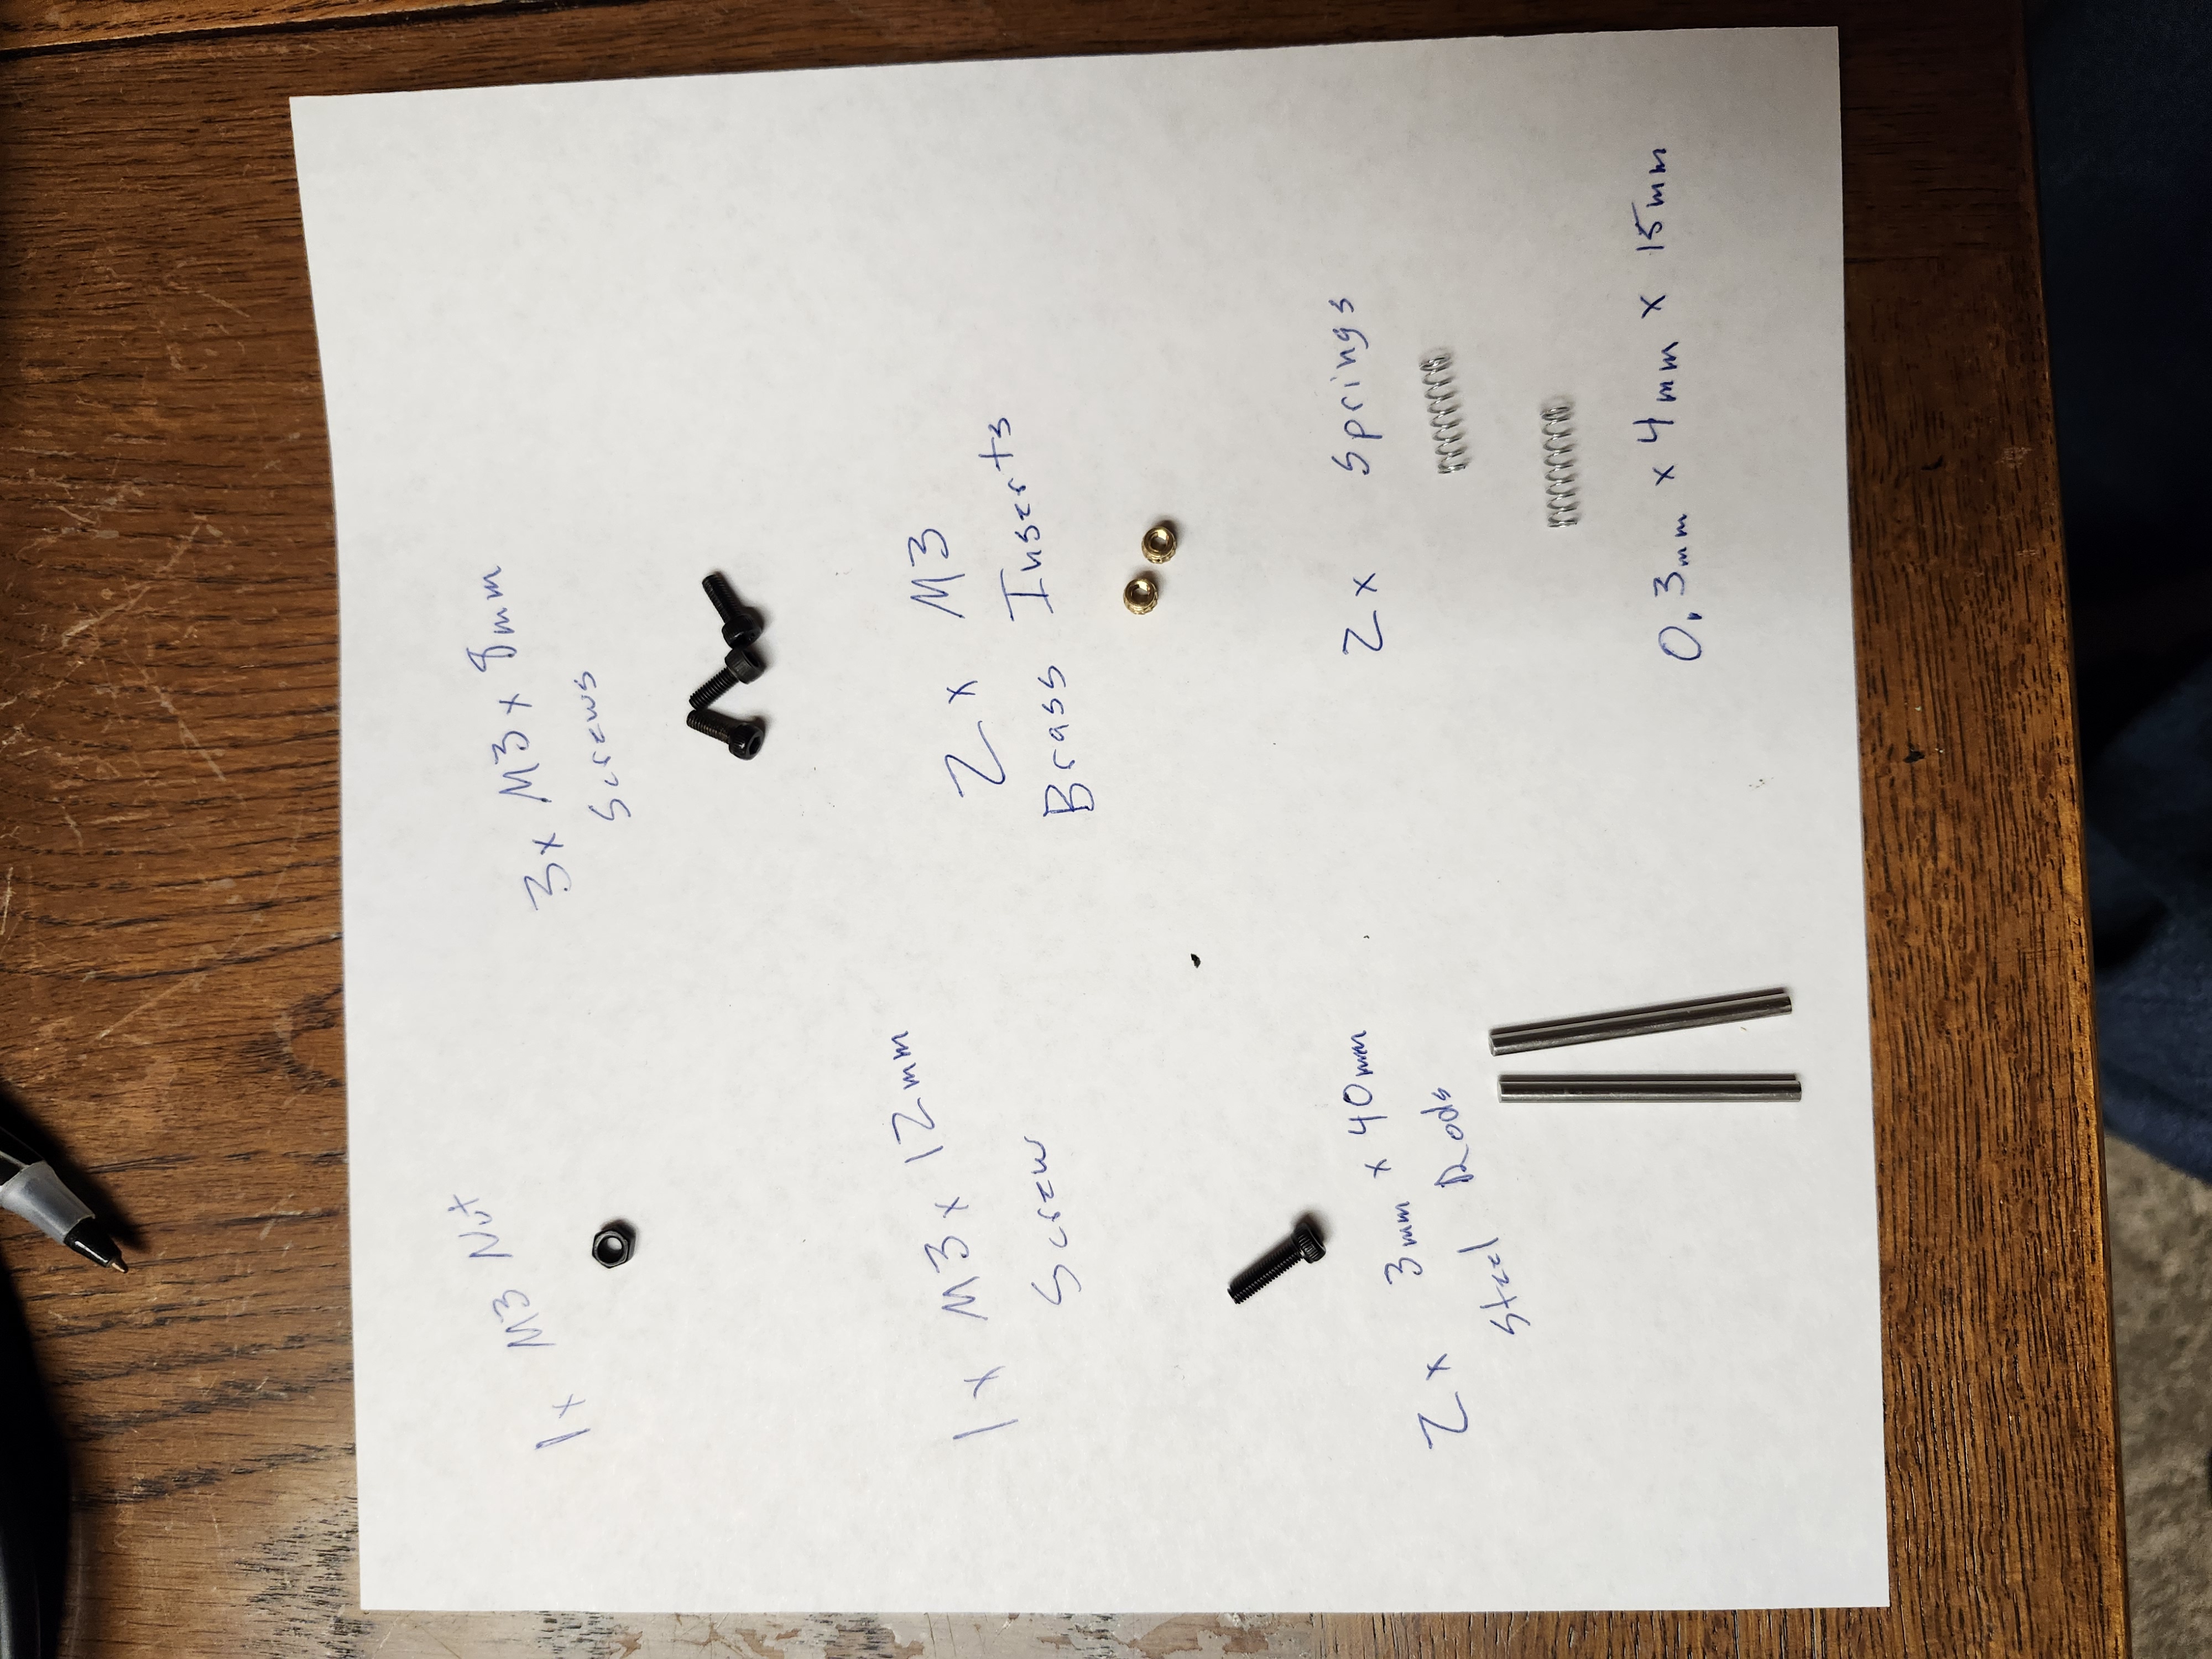 1x M3 Nut
3x M3 x 8mm
Screws
1x M3 x 12mm
Screw
2x M3
Brass Inserts
2x 3mm x 40mm
Steel Rods
2x Springs
0.3mm x 4mm x 15mm